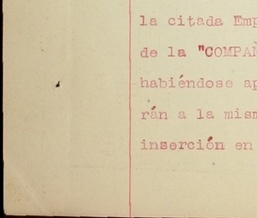 la citada Emp
de la "COMPAÑ
habiéndose ap
rán a la mism
inserción en